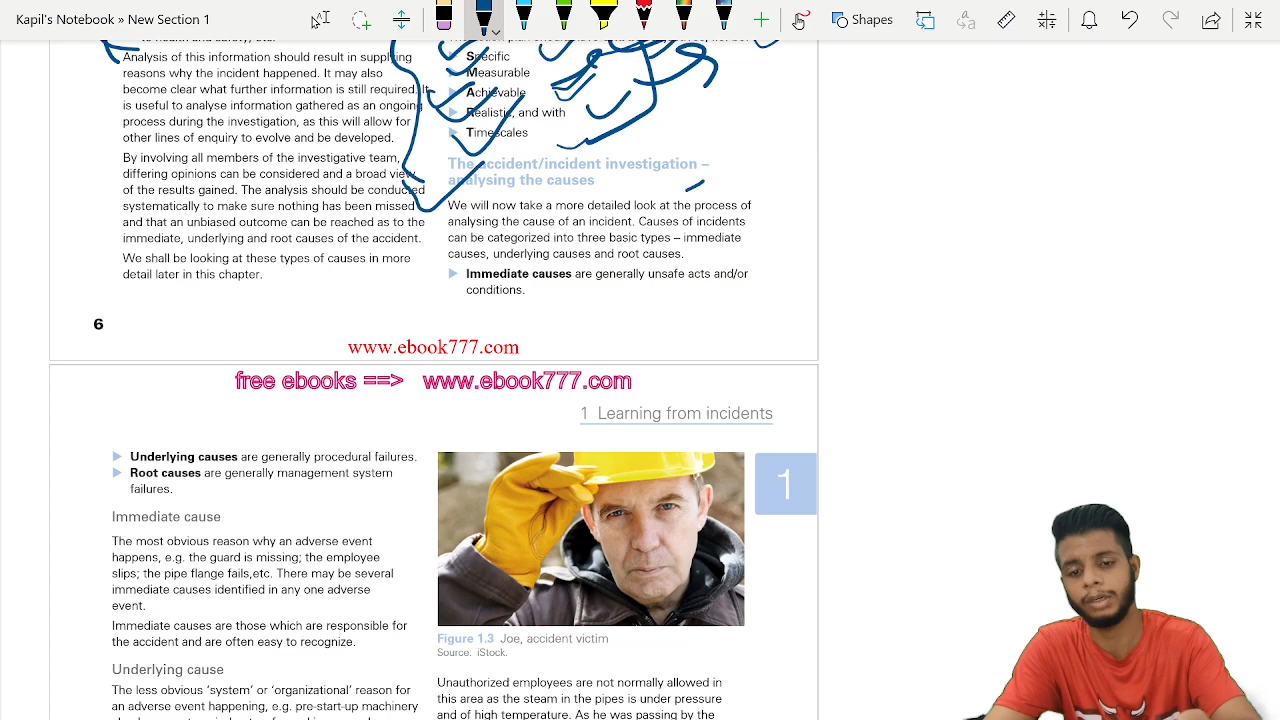 Kapil's Notebook » New Section 1
Shapes
Analysis of this information should result in supplying
reasons why the incident happened. It may also
become clear what further information is still required. It
is useful to analyse information gathered as an ongoing
process during the investigation, as this will allow for
other lines of enquiry to evolve and be developed.
By involving all members of the investigative team,
differing opinions can be considered and a broad view
of the results gained. The analysis should be conducted
systematically to make sure nothing has been missed
and that an unbiased outcome can be reached as to the
immediate, underlying and root causes of the accident.
We shall be looking at these types of causes in more
detail later in this chapter.
6
Specific
Measurable
Achievable
Realistic, and with
Timescales
The accident/incident investigation –
analysing the causes
We will now take a more detailed look at the process of
analysing the cause of an incident. Causes of incidents
can be categorized into three basic types – immediate
causes, underlying causes and root causes.
Immediate causes are generally unsafe acts and/or
conditions.
www.ebook777.com
free ebooks ==> www.ebook777.com
1 Learning from incidents
1
Underlying causes are generally procedural failures.
Root causes are generally management system
failures.
Immediate cause
The most obvious reason why an adverse event
happens, e.g. the guard is missing; the employee
slips; the pipe flange fails,etc. There may be several
immediate causes identified in any one adverse
event.
Immediate causes are those which are responsible for
the accident and are often easy to recognize.
Underlying cause
The less obvious ‘system’ or ‘organizational’ reason for
an adverse event happening, e.g. pre-start-up machinery
Figure 1.3 Joe, accident victim
Source: iStock.
Unauthorized employees are not normally allowed in
this area as the steam in the pipes is under pressure
and of high temperature. As he was passing by the